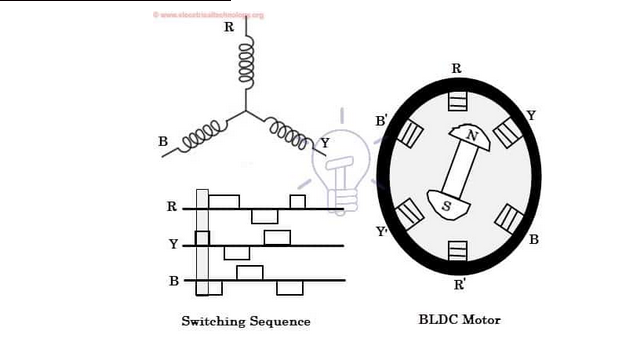 © www.electricaltechnology.org
R
B
Y
R
Y
B
Switching Sequence
R
B'
Y
N
S
Y'
B
R'
BLDC Motor